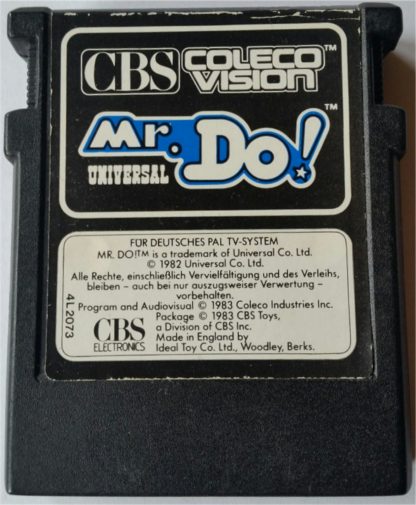 CBS COLECO VISION™
Mr. Do!™
UNIVERSAL
FÜR DEUTSCHES PAL TV-SYSTEM
MR. DO!™ is a trademark of Universal Co. Ltd.
© 1982 Universal Co. Ltd.
Alle Rechte, einschließlich Vervielfältigung und des Verleihs,
bleiben – auch bei nur auszugsweiser Verwertung –
vorbehalten.
Program and Audiovisual © 1983 Coleco Industries Inc.
Package © 1983 CBS Toys,
a Division of CBS Inc.
Made in England by
Ideal Toy Co. Ltd., Woodley, Berks.
CBS
ELECTRONICS
4L 2073